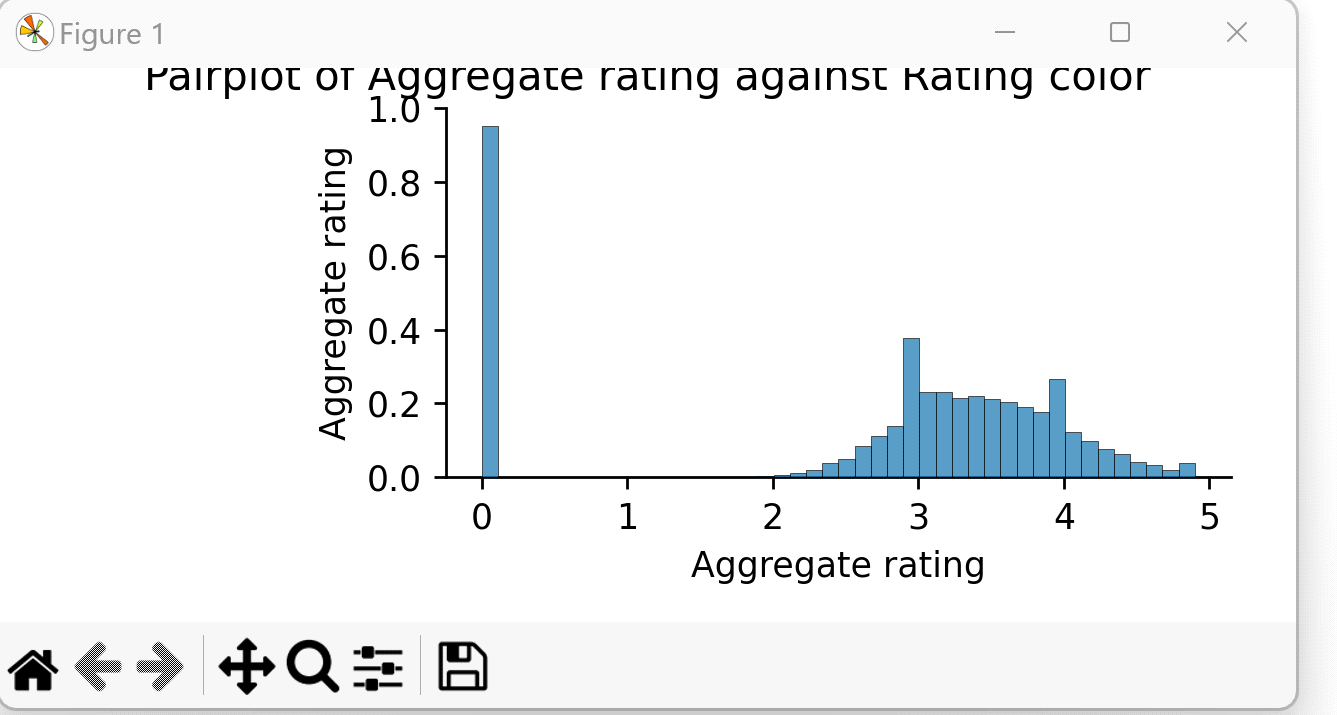 Figure 1
Pairplot of Aggregate rating against Rating color
1.0
0.8
0.6
0.4
0.2
0.0
Aggregate rating
0 1 2 3 4 5
Aggregate rating